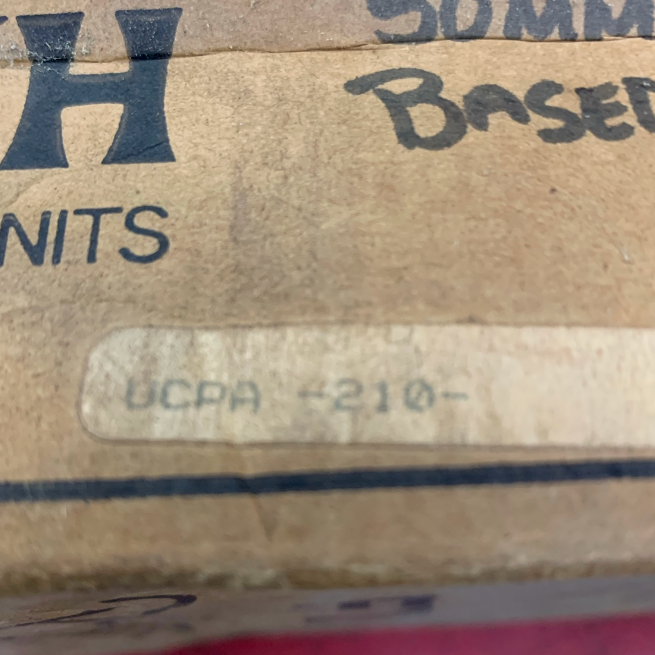 50MM
H
BASED
NITS
UCPA -210-